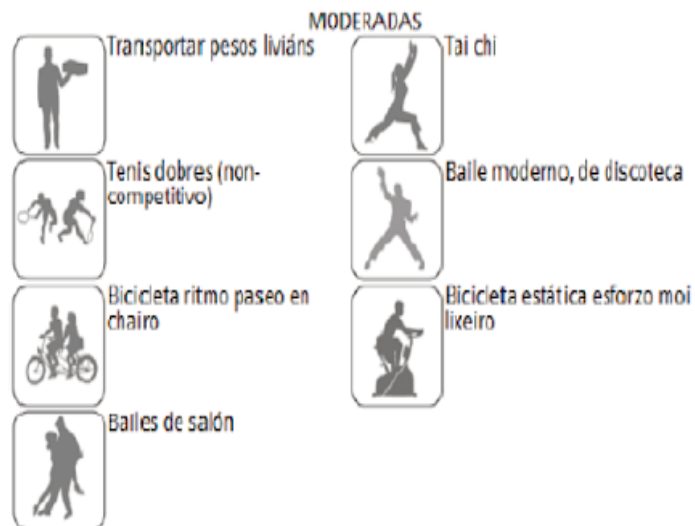 MODERADAS
Transportar pesos liviáns
Tai chi
Tenis dobres (non-
competitivo)
Baile moderno, de discoteca
Bicicleta ritmo paseo en
chairo
Bicicleta estática esforzo moi
lixeiro
Bailes de salón